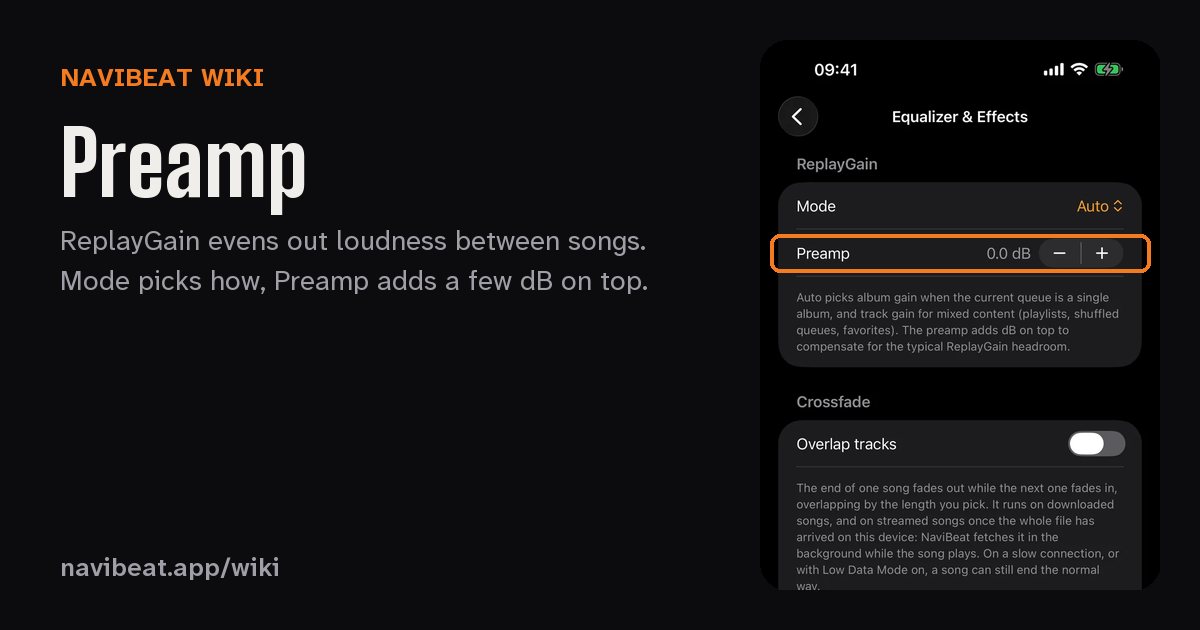 NAVIBEAT WIKI
Preamp
ReplayGain evens out loudness between songs.
Mode picks how, Preamp adds a few dB on top.
navibeat.app/wiki
09:41
Equalizer & Effects
ReplayGain
Mode
Auto
Preamp
0.0 dB
− +
Auto picks album gain when the current queue is a single
album, and track gain for mixed content (playlists, shuffled
queues, favorites). The preamp adds dB on top to
compensate for the typical ReplayGain headroom.
Crossfade
Overlap tracks
The end of one song fades out while the next one fades in,
overlapping by the length you pick. It runs on downloaded
songs, and on streamed songs once the whole file has
arrived on this device: NaviBeat fetches it in the
background while the song plays. On a slow connection, or
with Low Data Mode on, a song can still end the normal
way.